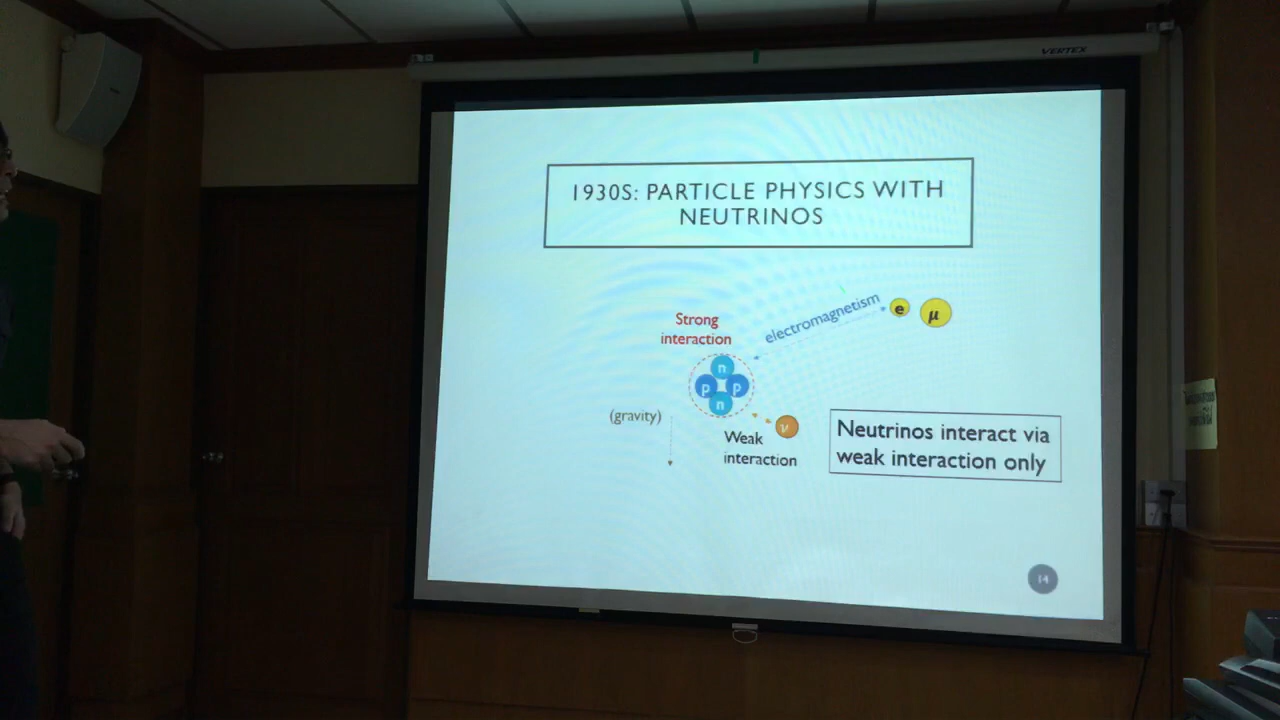 VERTEX
1930S: PARTICLE PHYSICS WITH
NEUTRINOS
Strong
interaction
electromagnetism
e
μ
n
p
p
n
(gravity)
ν
Weak
interaction
Neutrinos interact via
weak interaction only
14